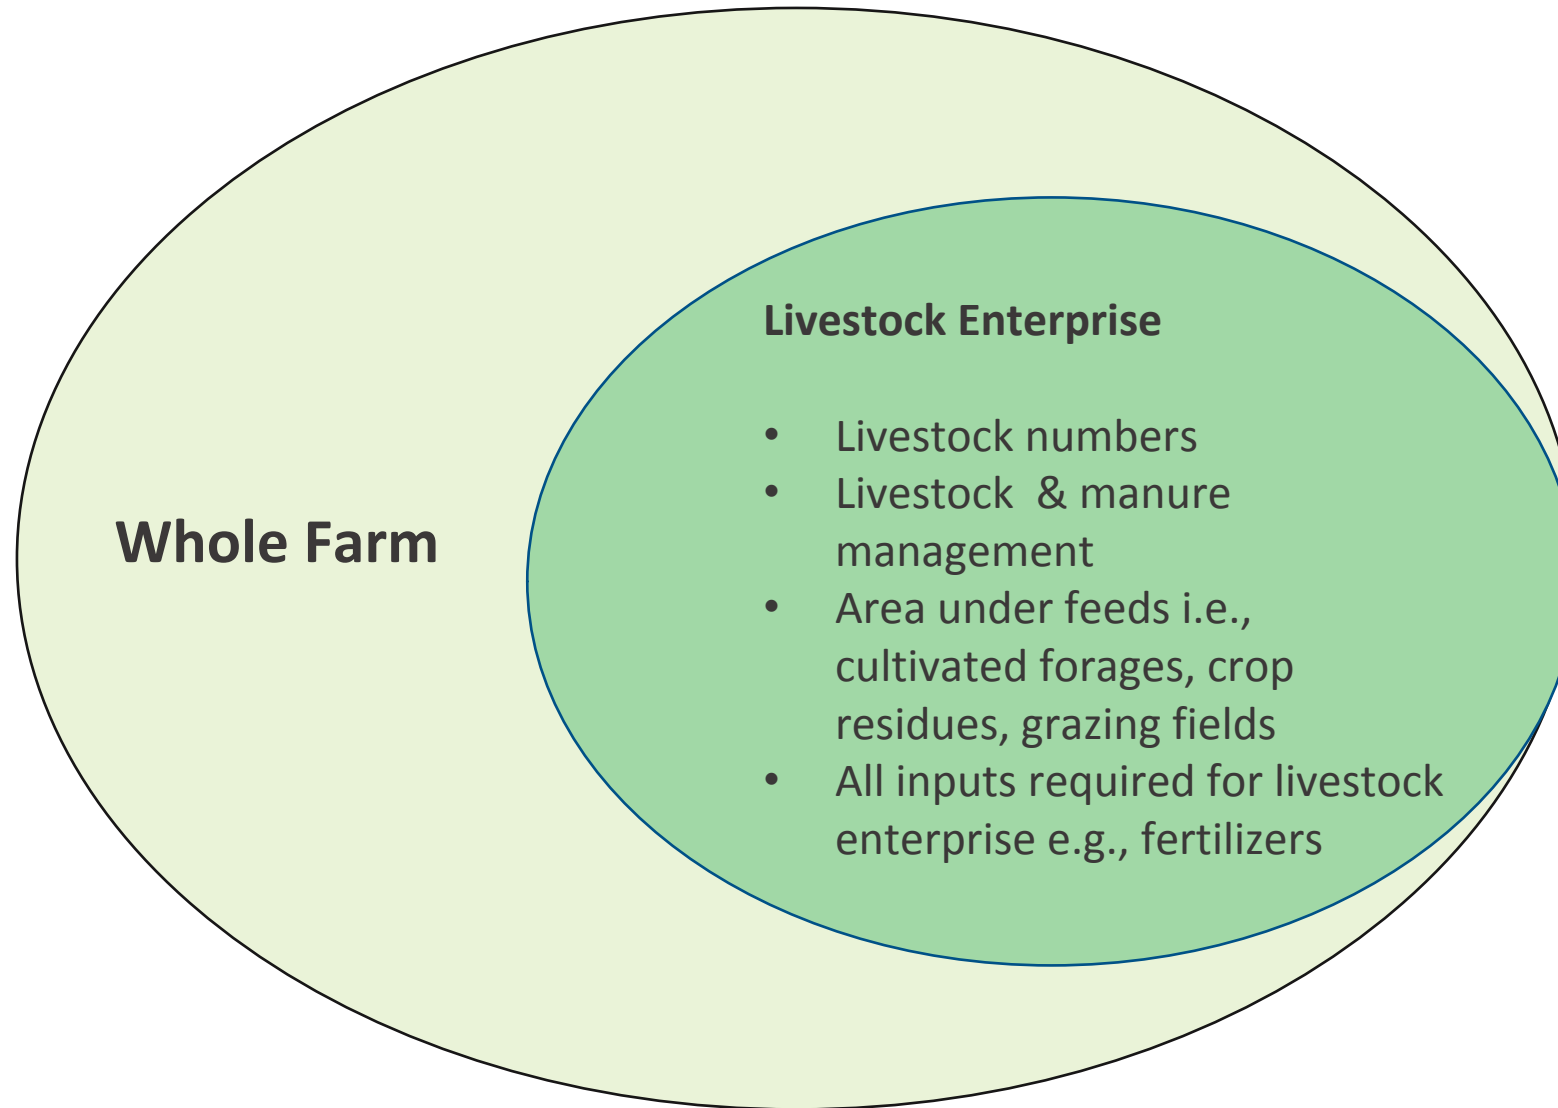 Livestock Enterprise
• Livestock numbers
• Livestock  & manure
management
• Area under feeds i.e.,
cultivated forages, crop
residues, grazing fields
• All inputs required for livestock
enterprise e.g., fertilizers
Whole Farm